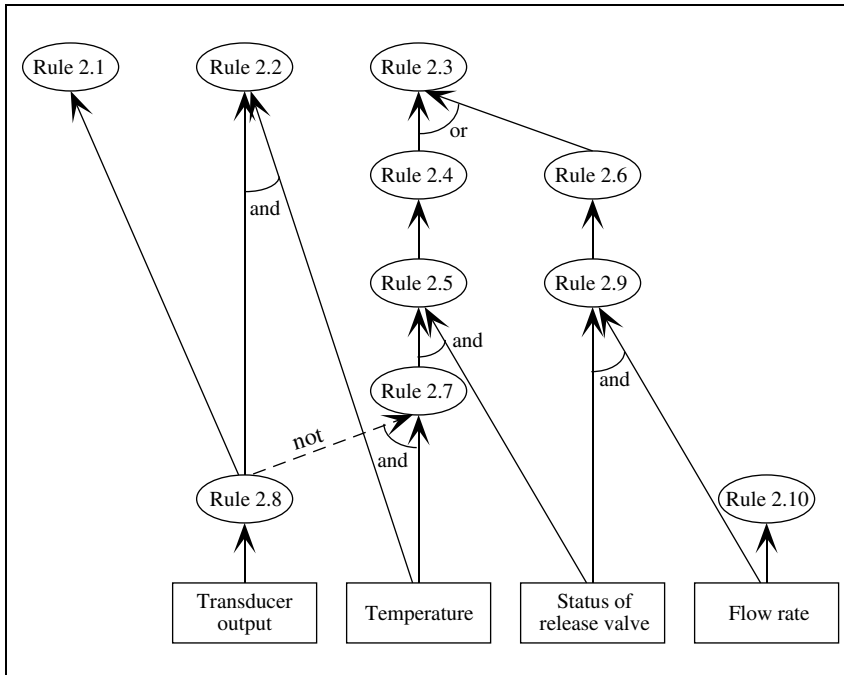 Rule 2.1
Rule 2.2
Rule 2.3
or
Rule 2.4
Rule 2.6
and
Rule 2.5
Rule 2.9
and
and
Rule 2.7
not
and
Rule 2.8
Rule 2.10
Transducer
output
Temperature
Status of
release valve
Flow rate